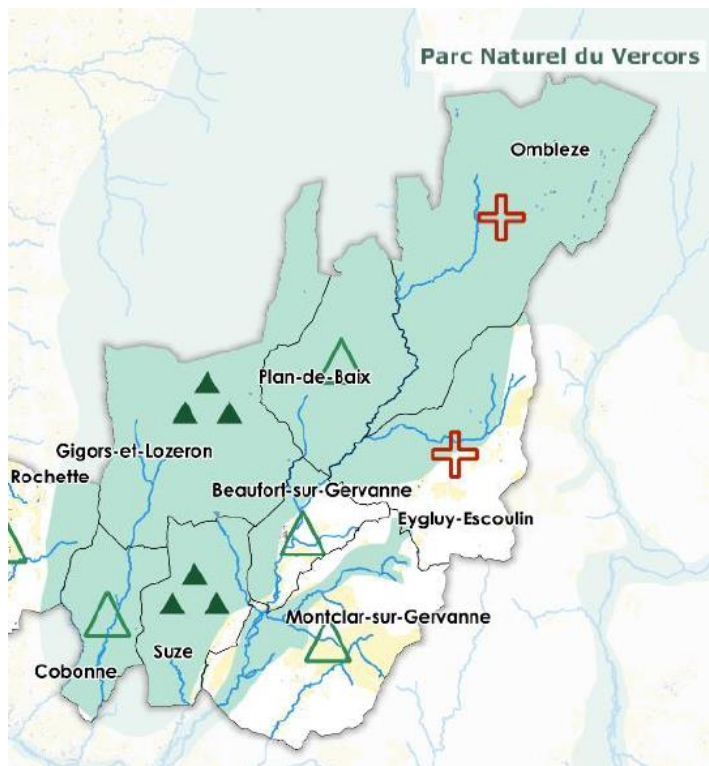 Parc Naturel du Vercors
Ombleze
Plan-de-Baix
Gigors-et-Lozeron
Rochette
Beaufort-sur-Gervanne
Eygluy-Escoulin
Montclar-sur-Gervanne
Suze
Cobonne